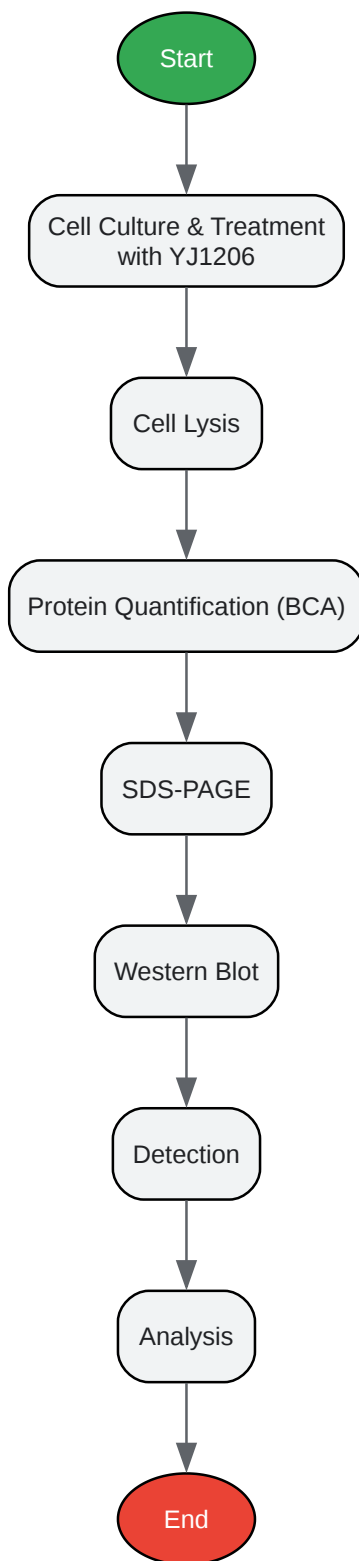 Start
Cell Culture & Treatment
with YJ1206
Cell Lysis
Protein Quantification (BCA)
SDS-PAGE
Western Blot
Detection
Analysis
End